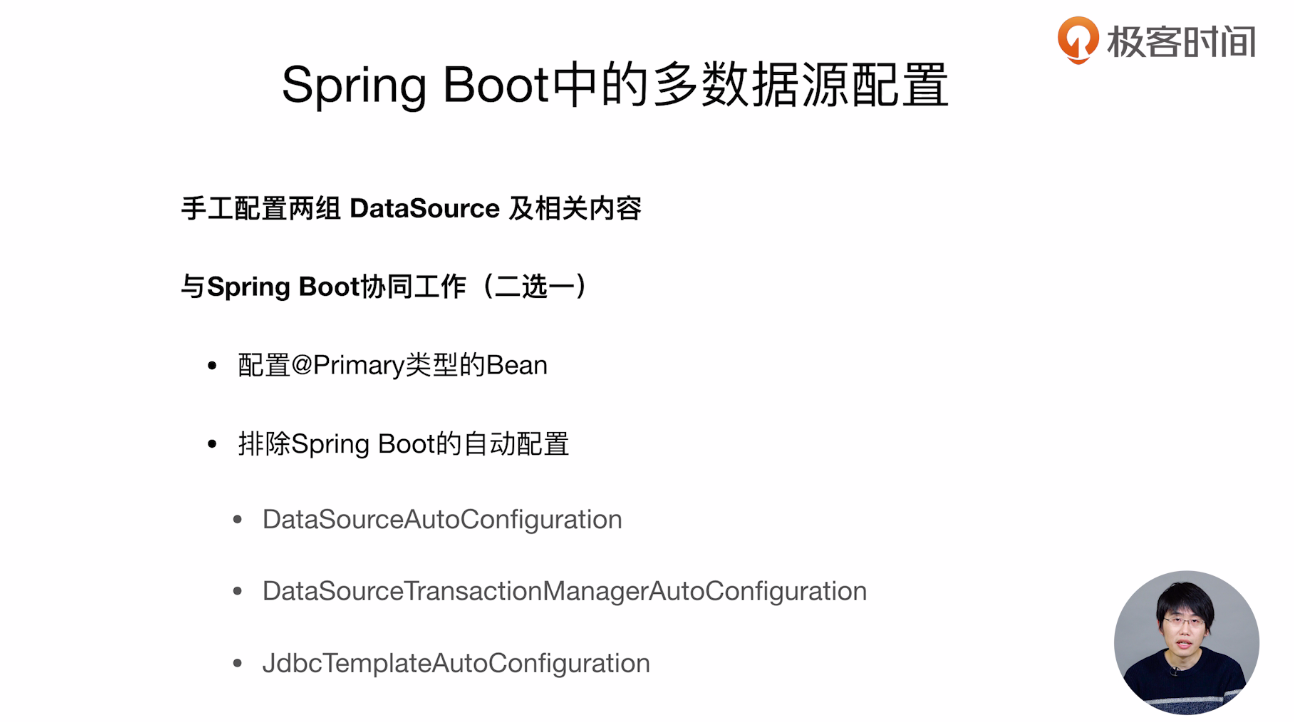 极客时间
Spring Boot中的多数据源配置
手工配置两组 DataSource 及相关内容
与Spring Boot协同工作（二选一）
• 配置@Primary类型的Bean
• 排除Spring Boot的自动配置
• DataSourceAutoConfiguration
• DataSourceTransactionManagerAutoConfiguration
• JdbcTemplateAutoConfiguration